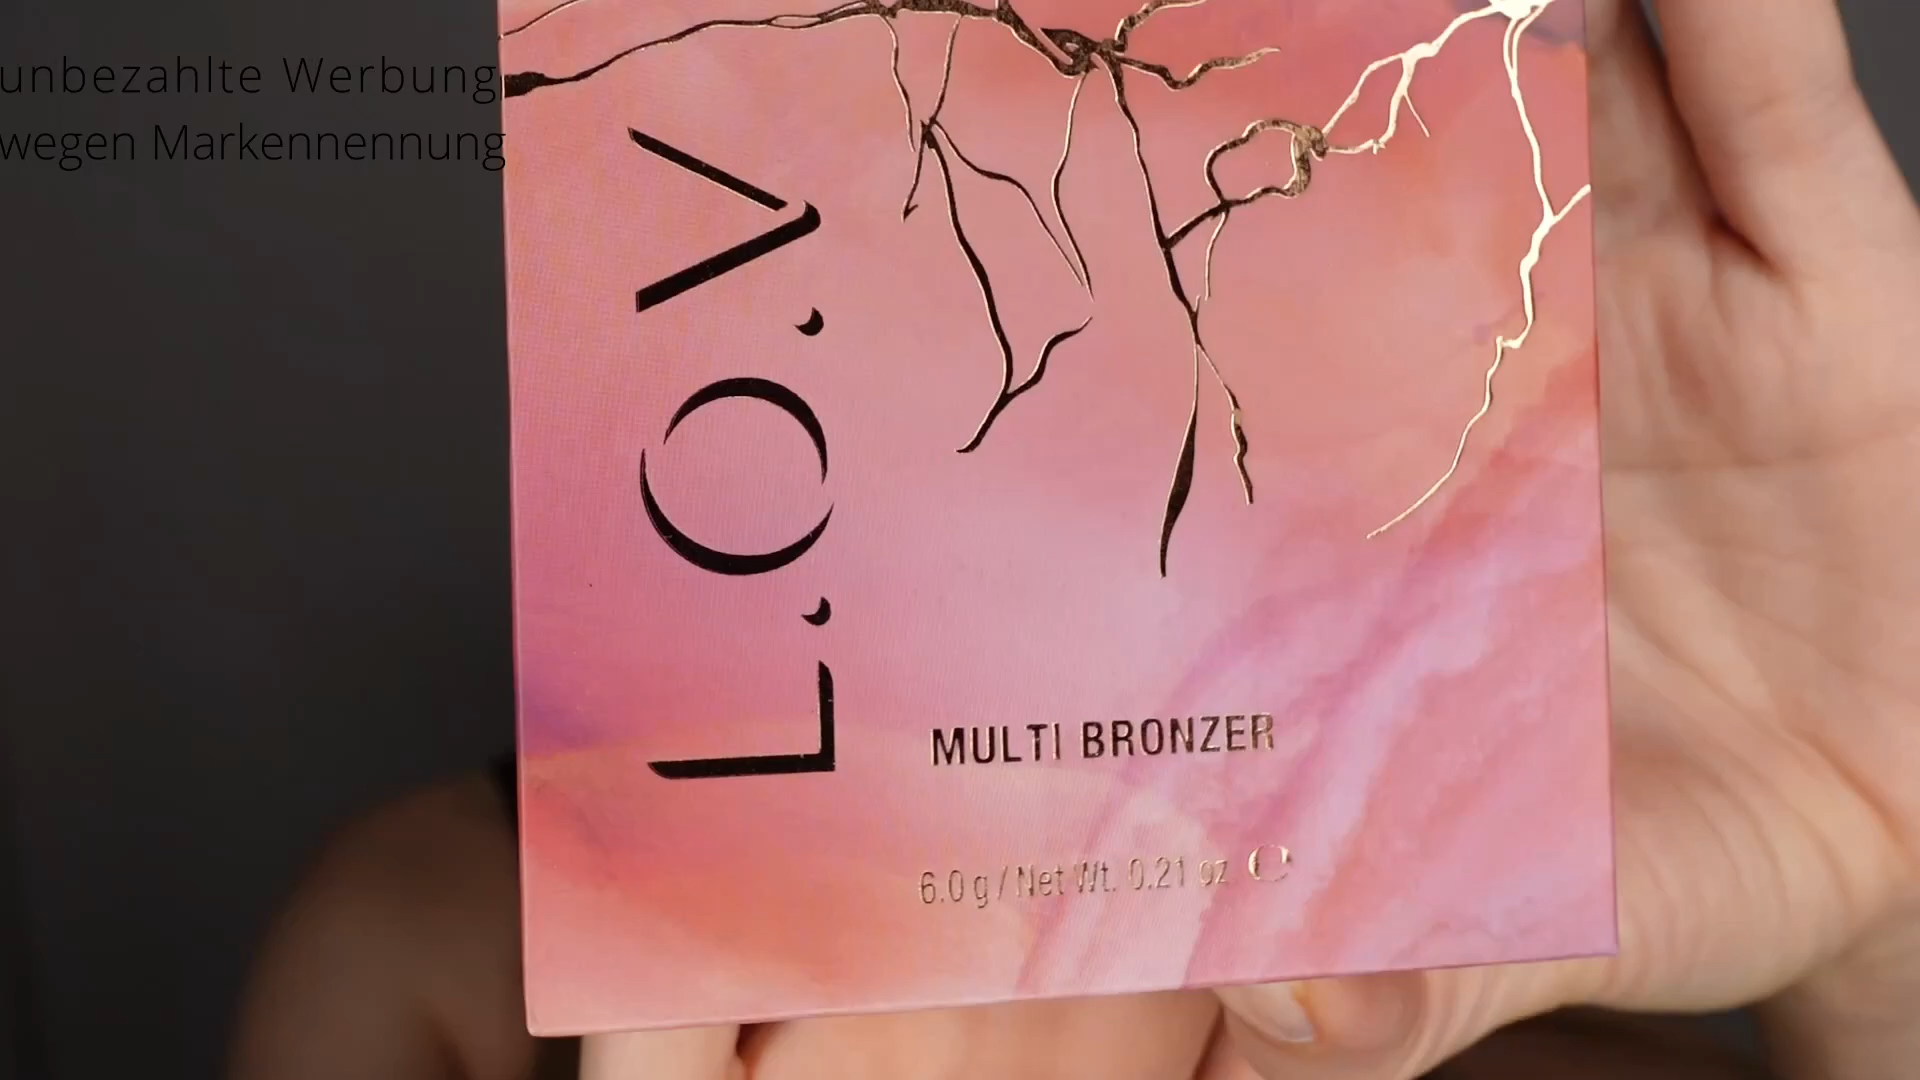 unbezahlte Werbung
wegen Markennennung
L.O.V
MULTI BRONZER
6.0 g / Net Wt. 0.21 oz ℮